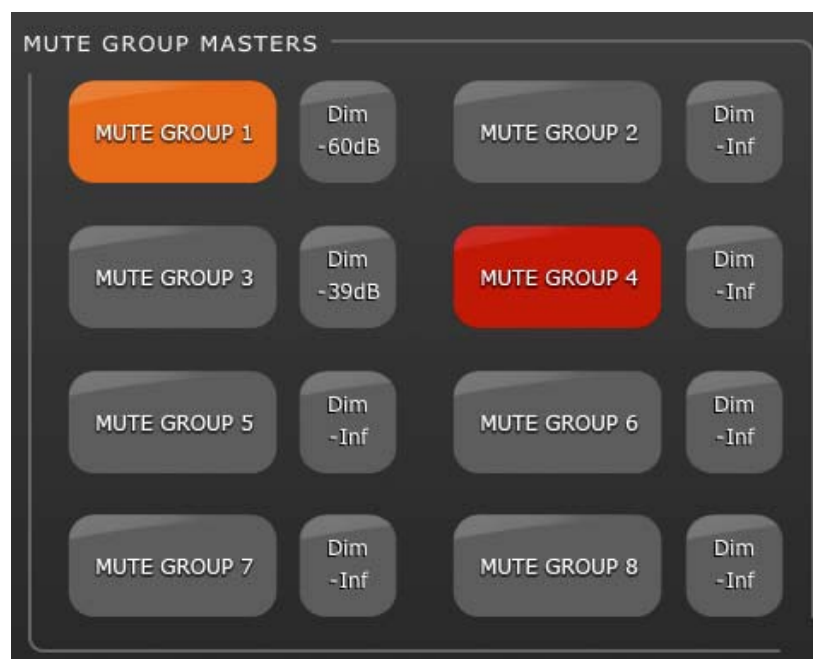 MUTE GROUP MASTERS
MUTE GROUP 1
Dim
-60dB
MUTE GROUP 2
Dim
-Inf
MUTE GROUP 3
Dim
-39dB
MUTE GROUP 4
Dim
-Inf
MUTE GROUP 5
Dim
-Inf
MUTE GROUP 6
Dim
-Inf
MUTE GROUP 7
Dim
-Inf
MUTE GROUP 8
Dim
-Inf